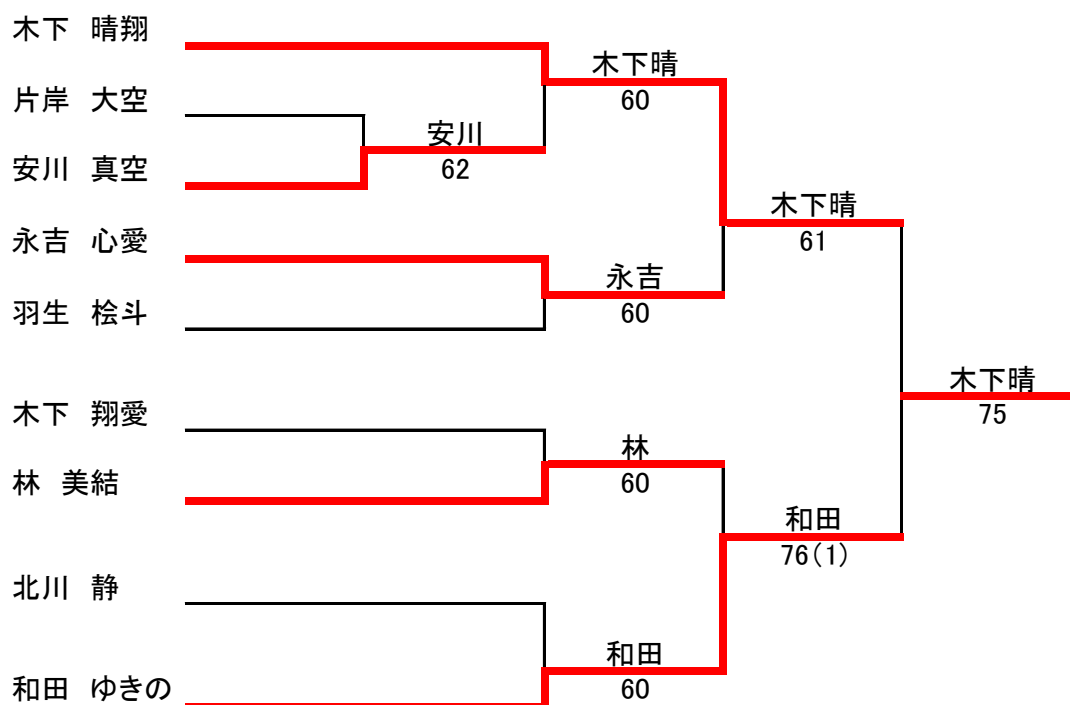 木下 晴翔
片岸 大空
安川 真空
永吉 心愛
羽生 桧斗
木下 翔愛
林 美結
北川 静
和田 ゆきの
安川
62
木下晴
60
永吉
60
林
60
和田
60
木下晴
61
和田
76(1)
木下晴
75